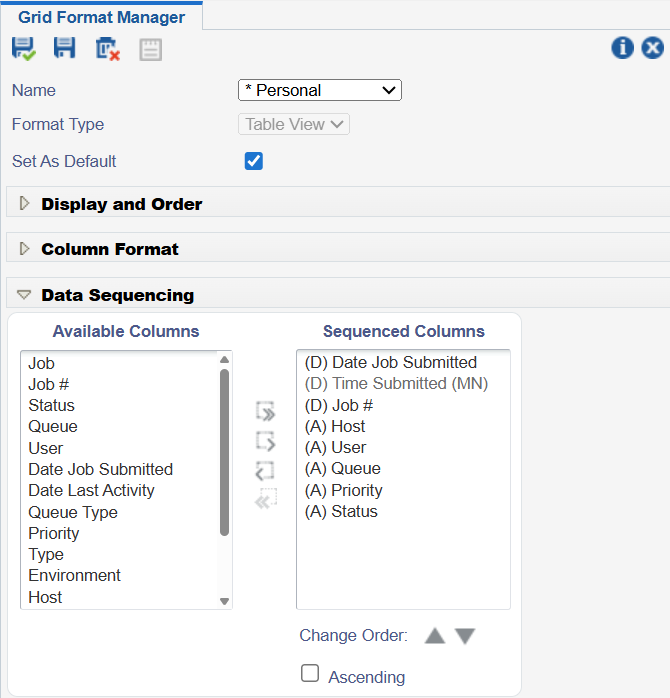 Grid Format Manager
Name
* Personal
Format Type
Table View
Set As Default
Display and Order
Column Format
Data Sequencing
Available Columns
Job
Job #
Status
Queue
User
Date Job Submitted
Date Last Activity
Queue Type
Priority
Type
Environment
Host
Sequenced Columns
(D) Date Job Submitted
(D) Time Submitted (MN)
(D) Job #
(A) Host
(A) User
(A) Queue
(A) Priority
(A) Status
Change Order:
Ascending